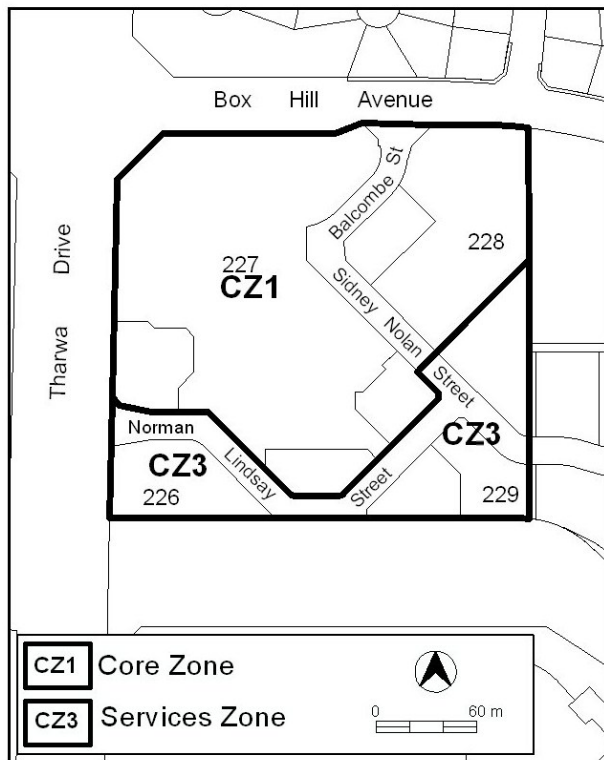 Box Hill Avenue
Balcombe St
Tharwa Drive
228
227
CZ1
Sidney Nolan Street
Norman Lindsay Street
CZ3
CZ3
226
229
CZ1 Core Zone
CZ3 Services Zone
0 60 m